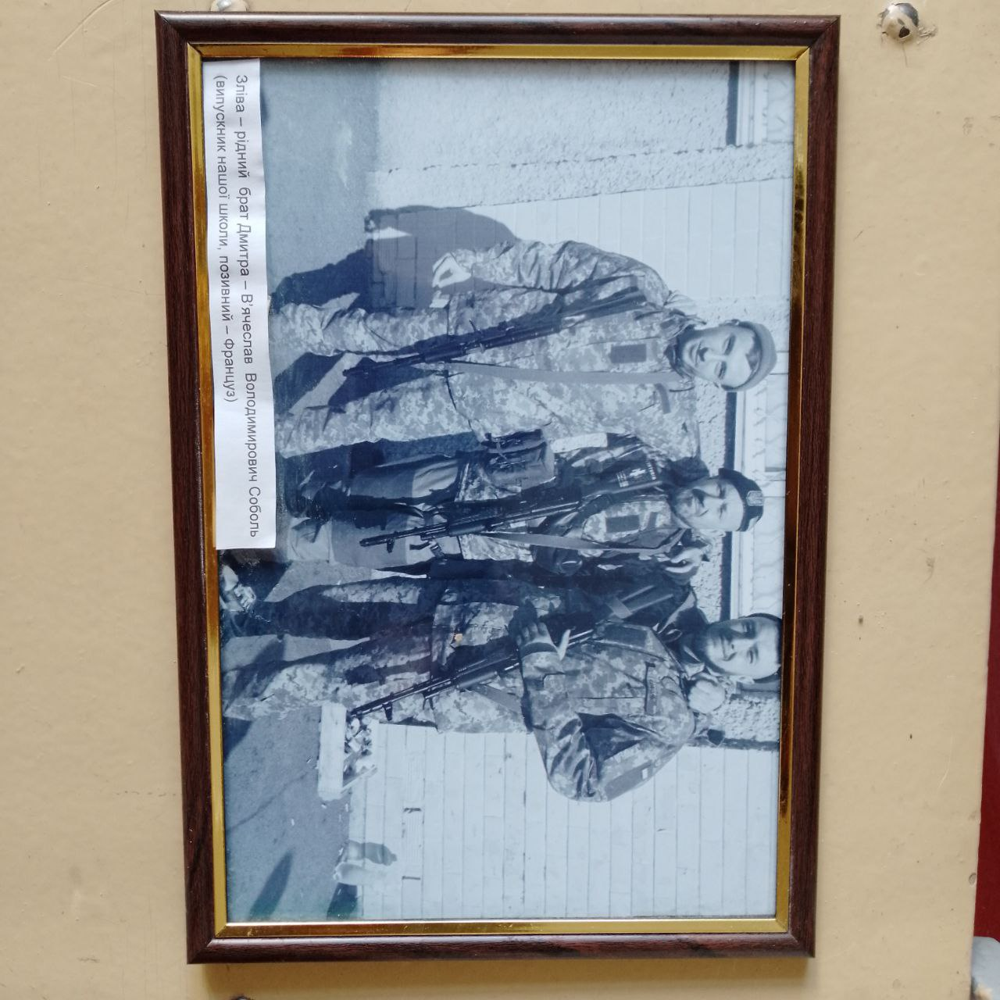 Зліва – рідний брат Дмитра – В'ячеслав Володимирович Соболь
(випускник нашої школи, позивний – Француз)